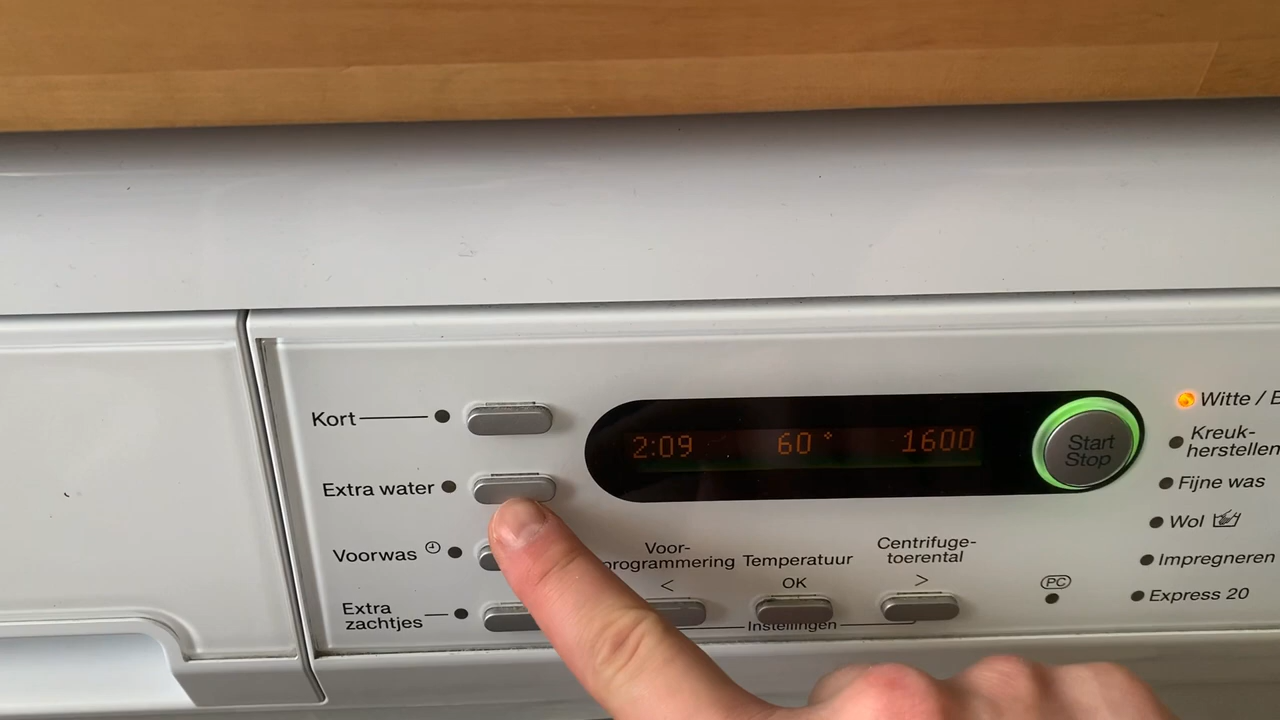 Kort
Extra water
Voorwas
Extra
zachtjes
2:09 60° 1600
Start
Stop
Voor-
programmering
<
Temperatuur
OK
Centrifuge-
toerental
>
Instellingen
PC
Witte /
Kreuk-
herstellen
Fijne was
Wol
Impregneren
Express 20